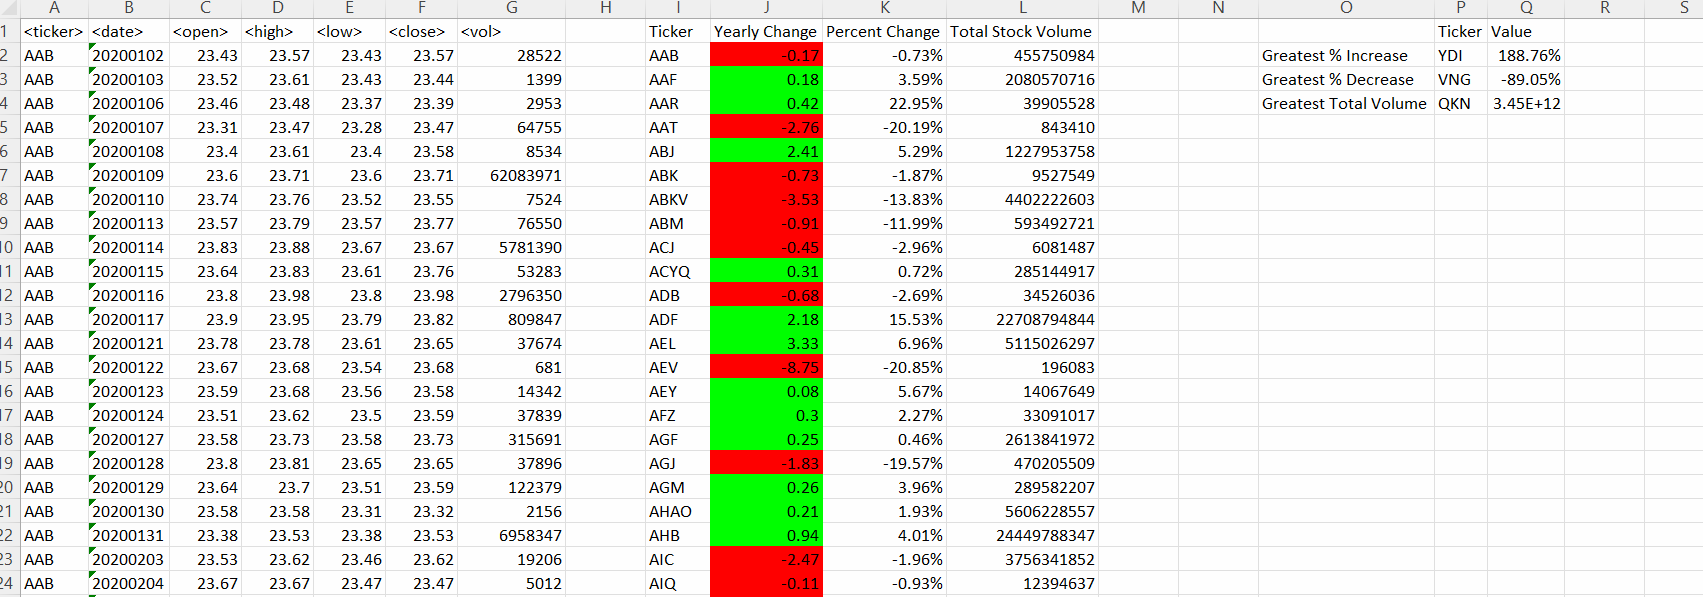 A B C D E F G H I J K L M N O P Q R S
1 <ticker> <date> <open> <high> <low> <close> <vol> Ticker Yearly Change Percent Change Total Stock Volume Ticker Value
2 AAB 20200102 23.43 23.57 23.43 23.57 28522 AAB -0.17 -0.73% 455750984 Greatest % Increase YDI 188.76%
3 AAB 20200103 23.52 23.61 23.43 23.44 1399 AAF 0.18 3.59% 2080570716 Greatest % Decrease VNG -89.05%
4 AAB 20200106 23.46 23.48 23.37 23.39 2953 AAR 0.42 22.95% 39905528 Greatest Total Volume QKN 3.45E+12
5 AAB 20200107 23.31 23.47 23.28 23.47 64755 AAT -2.76 -20.19% 843410
6 AAB 20200108 23.4 23.61 23.4 23.58 8534 ABJ 2.41 5.29% 1227953758
7 AAB 20200109 23.6 23.71 23.6 23.71 62083971 ABK -0.73 -1.87% 9527549
8 AAB 20200110 23.74 23.76 23.52 23.55 7524 ABKV -3.53 -13.83% 4402222603
9 AAB 20200113 23.57 23.79 23.57 23.77 76550 ABM -0.91 -11.99% 593492721
10 AAB 20200114 23.83 23.88 23.67 23.67 5781390 ACJ -0.45 -2.96% 6081487
11 AAB 20200115 23.64 23.83 23.61 23.76 53283 ACYQ 0.31 0.72% 285144917
12 AAB 20200116 23.8 23.98 23.8 23.98 2796350 ADB -0.68 -2.69% 34526036
13 AAB 20200117 23.9 23.95 23.79 23.82 809847 ADF 2.18 15.53% 22708794844
14 AAB 20200121 23.78 23.78 23.61 23.65 37674 AEL 3.33 6.96% 5115026297
15 AAB 20200122 23.67 23.68 23.54 23.68 681 AEV -8.75 -20.85% 196083
16 AAB 20200123 23.59 23.68 23.56 23.58 14342 AEY 0.08 5.67% 14067649
17 AAB 20200124 23.51 23.62 23.5 23.59 37839 AFZ 0.3 2.27% 33091017
18 AAB 20200127 23.58 23.73 23.58 23.73 315691 AGF 0.25 0.46% 2613841972
19 AAB 20200128 23.8 23.81 23.65 23.65 37896 AGJ -1.83 -19.57% 470205509
20 AAB 20200129 23.64 23.7 23.51 23.59 122379 AGM 0.26 3.96% 289582207
21 AAB 20200130 23.58 23.58 23.31 23.32 2156 AHAO 0.21 1.93% 5606228557
22 AAB 20200131 23.38 23.53 23.38 23.53 6958347 AHB 0.94 4.01% 24449788347
23 AAB 20200203 23.53 23.62 23.46 23.62 19206 AIC -2.47 -1.96% 3756341852
24 AAB 20200204 23.67 23.67 23.47 23.47 5012 AIQ -0.11 -0.93% 12394637